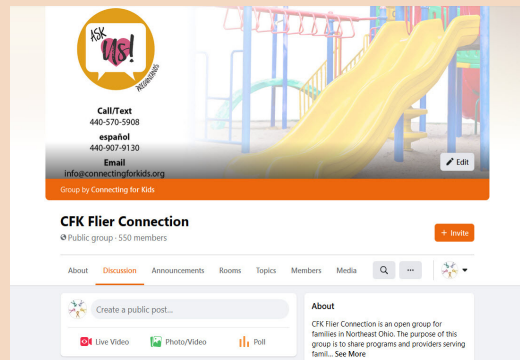 ASK
us!
Call/Text
440-570-5908
español
440-907-9130
Email
info@connectingforkids.org
Edit
Group by Connecting for Kids
CFK Flier Connection
Public group · 550 members
+ Invite
About Discussion Announcements Rooms Topics Members Media
Create a public post...
Live Video Photo/Video Poll
About
CFK Flier Connection is an open group for
families in Northeast Ohio. The purpose of this
group is to share programs and providers serving
famil... See More